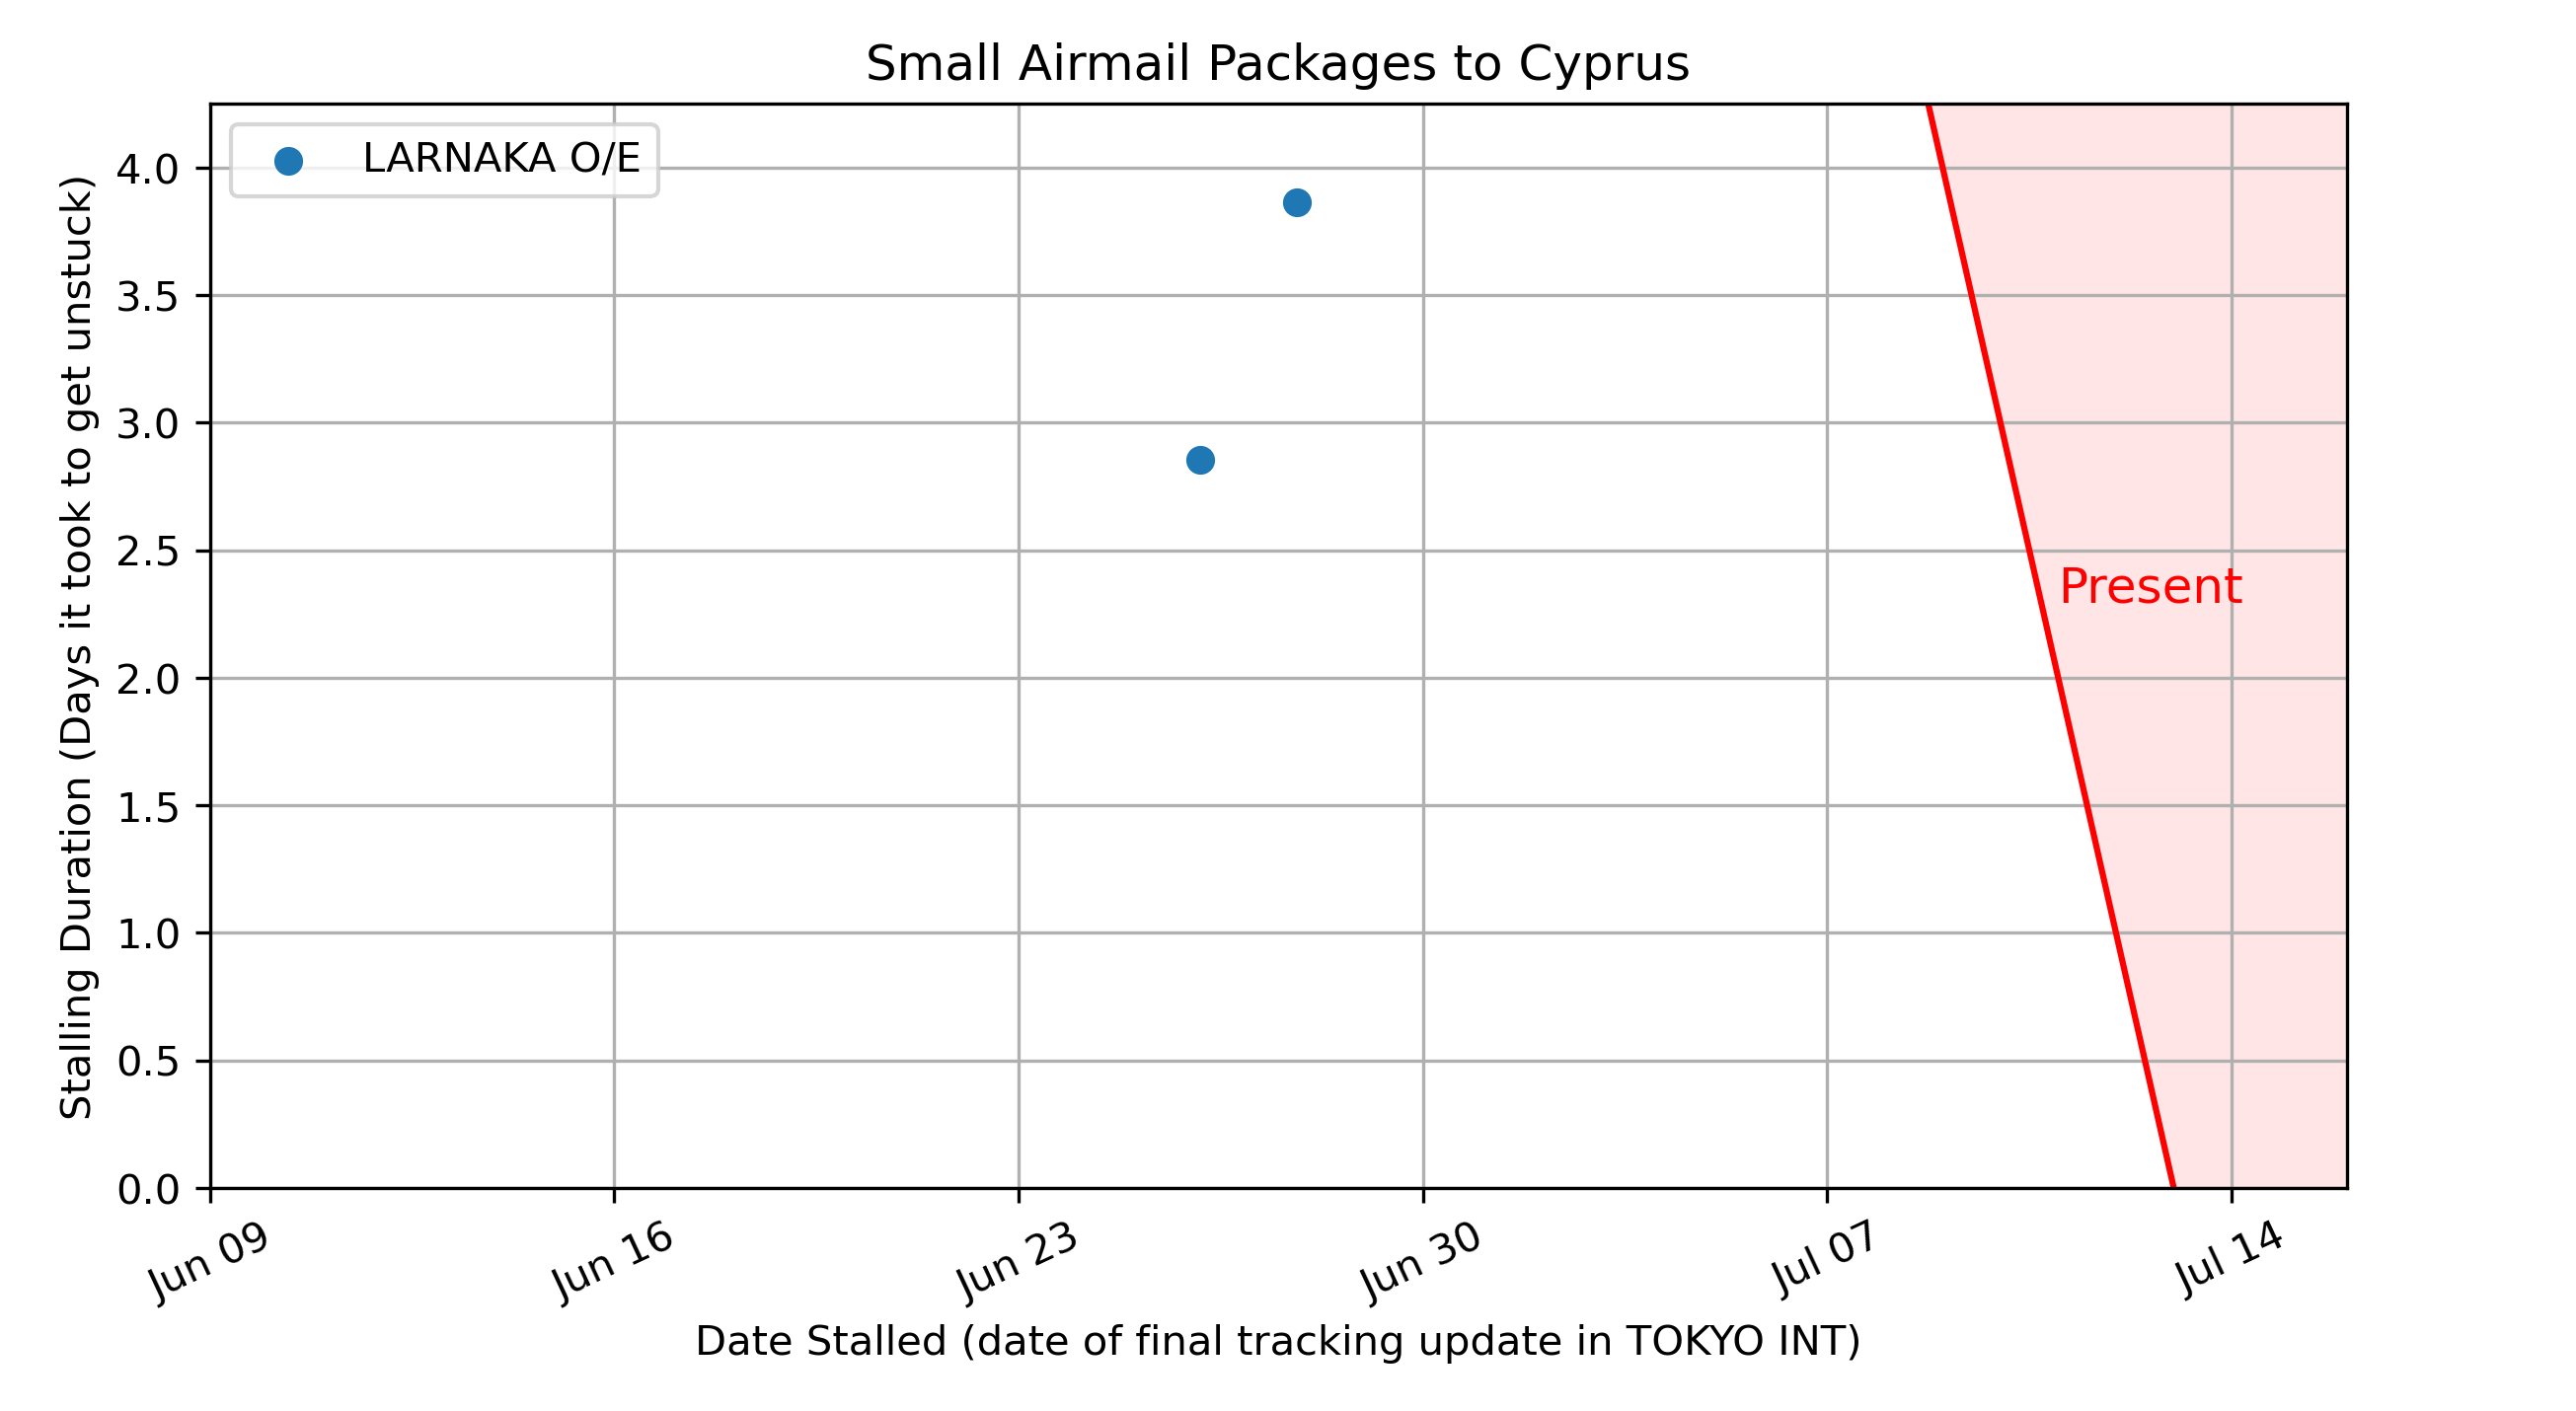 Small Airmail Packages to Cyprus
LARNAKA O/E
Stalling Duration (Days it took to get unstuck)
4.0
3.5
3.0
2.5
2.0
1.5
1.0
0.5
0.0
Present
Jun 09
Jun 16
Jun 23
Jun 30
Jul 07
Jul 14
Date Stalled (date of final tracking update in TOKYO INT)